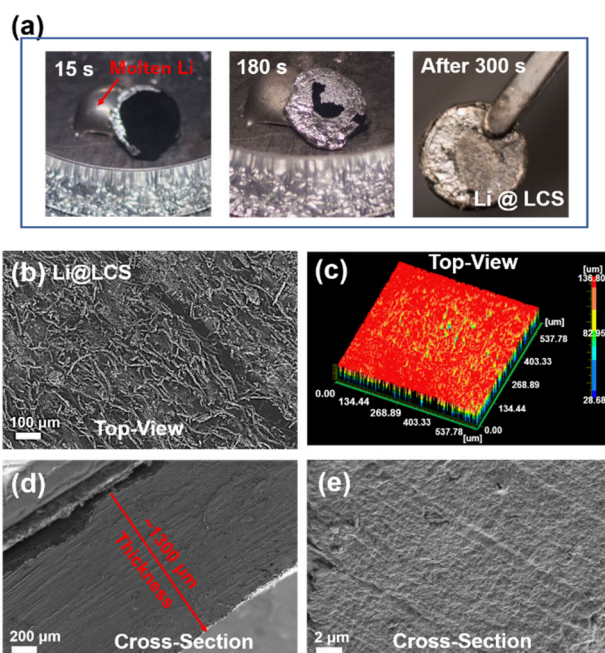 (a)
15 s
Molten Li
180 s
After 300 s
Li @ LCS
(b) Li@LCS
100 µm
Top-View
(c)
Top-View
[um]
136.80
82.95
28.68
[um]
537.78
403.33
268.89
134.44
0.00
0.00
134.44
268.89
403.33
537.78
[um]
(d)
~1300 µm
Thickness
200 µm
Cross-Section
(e)
2 µm
Cross-Section